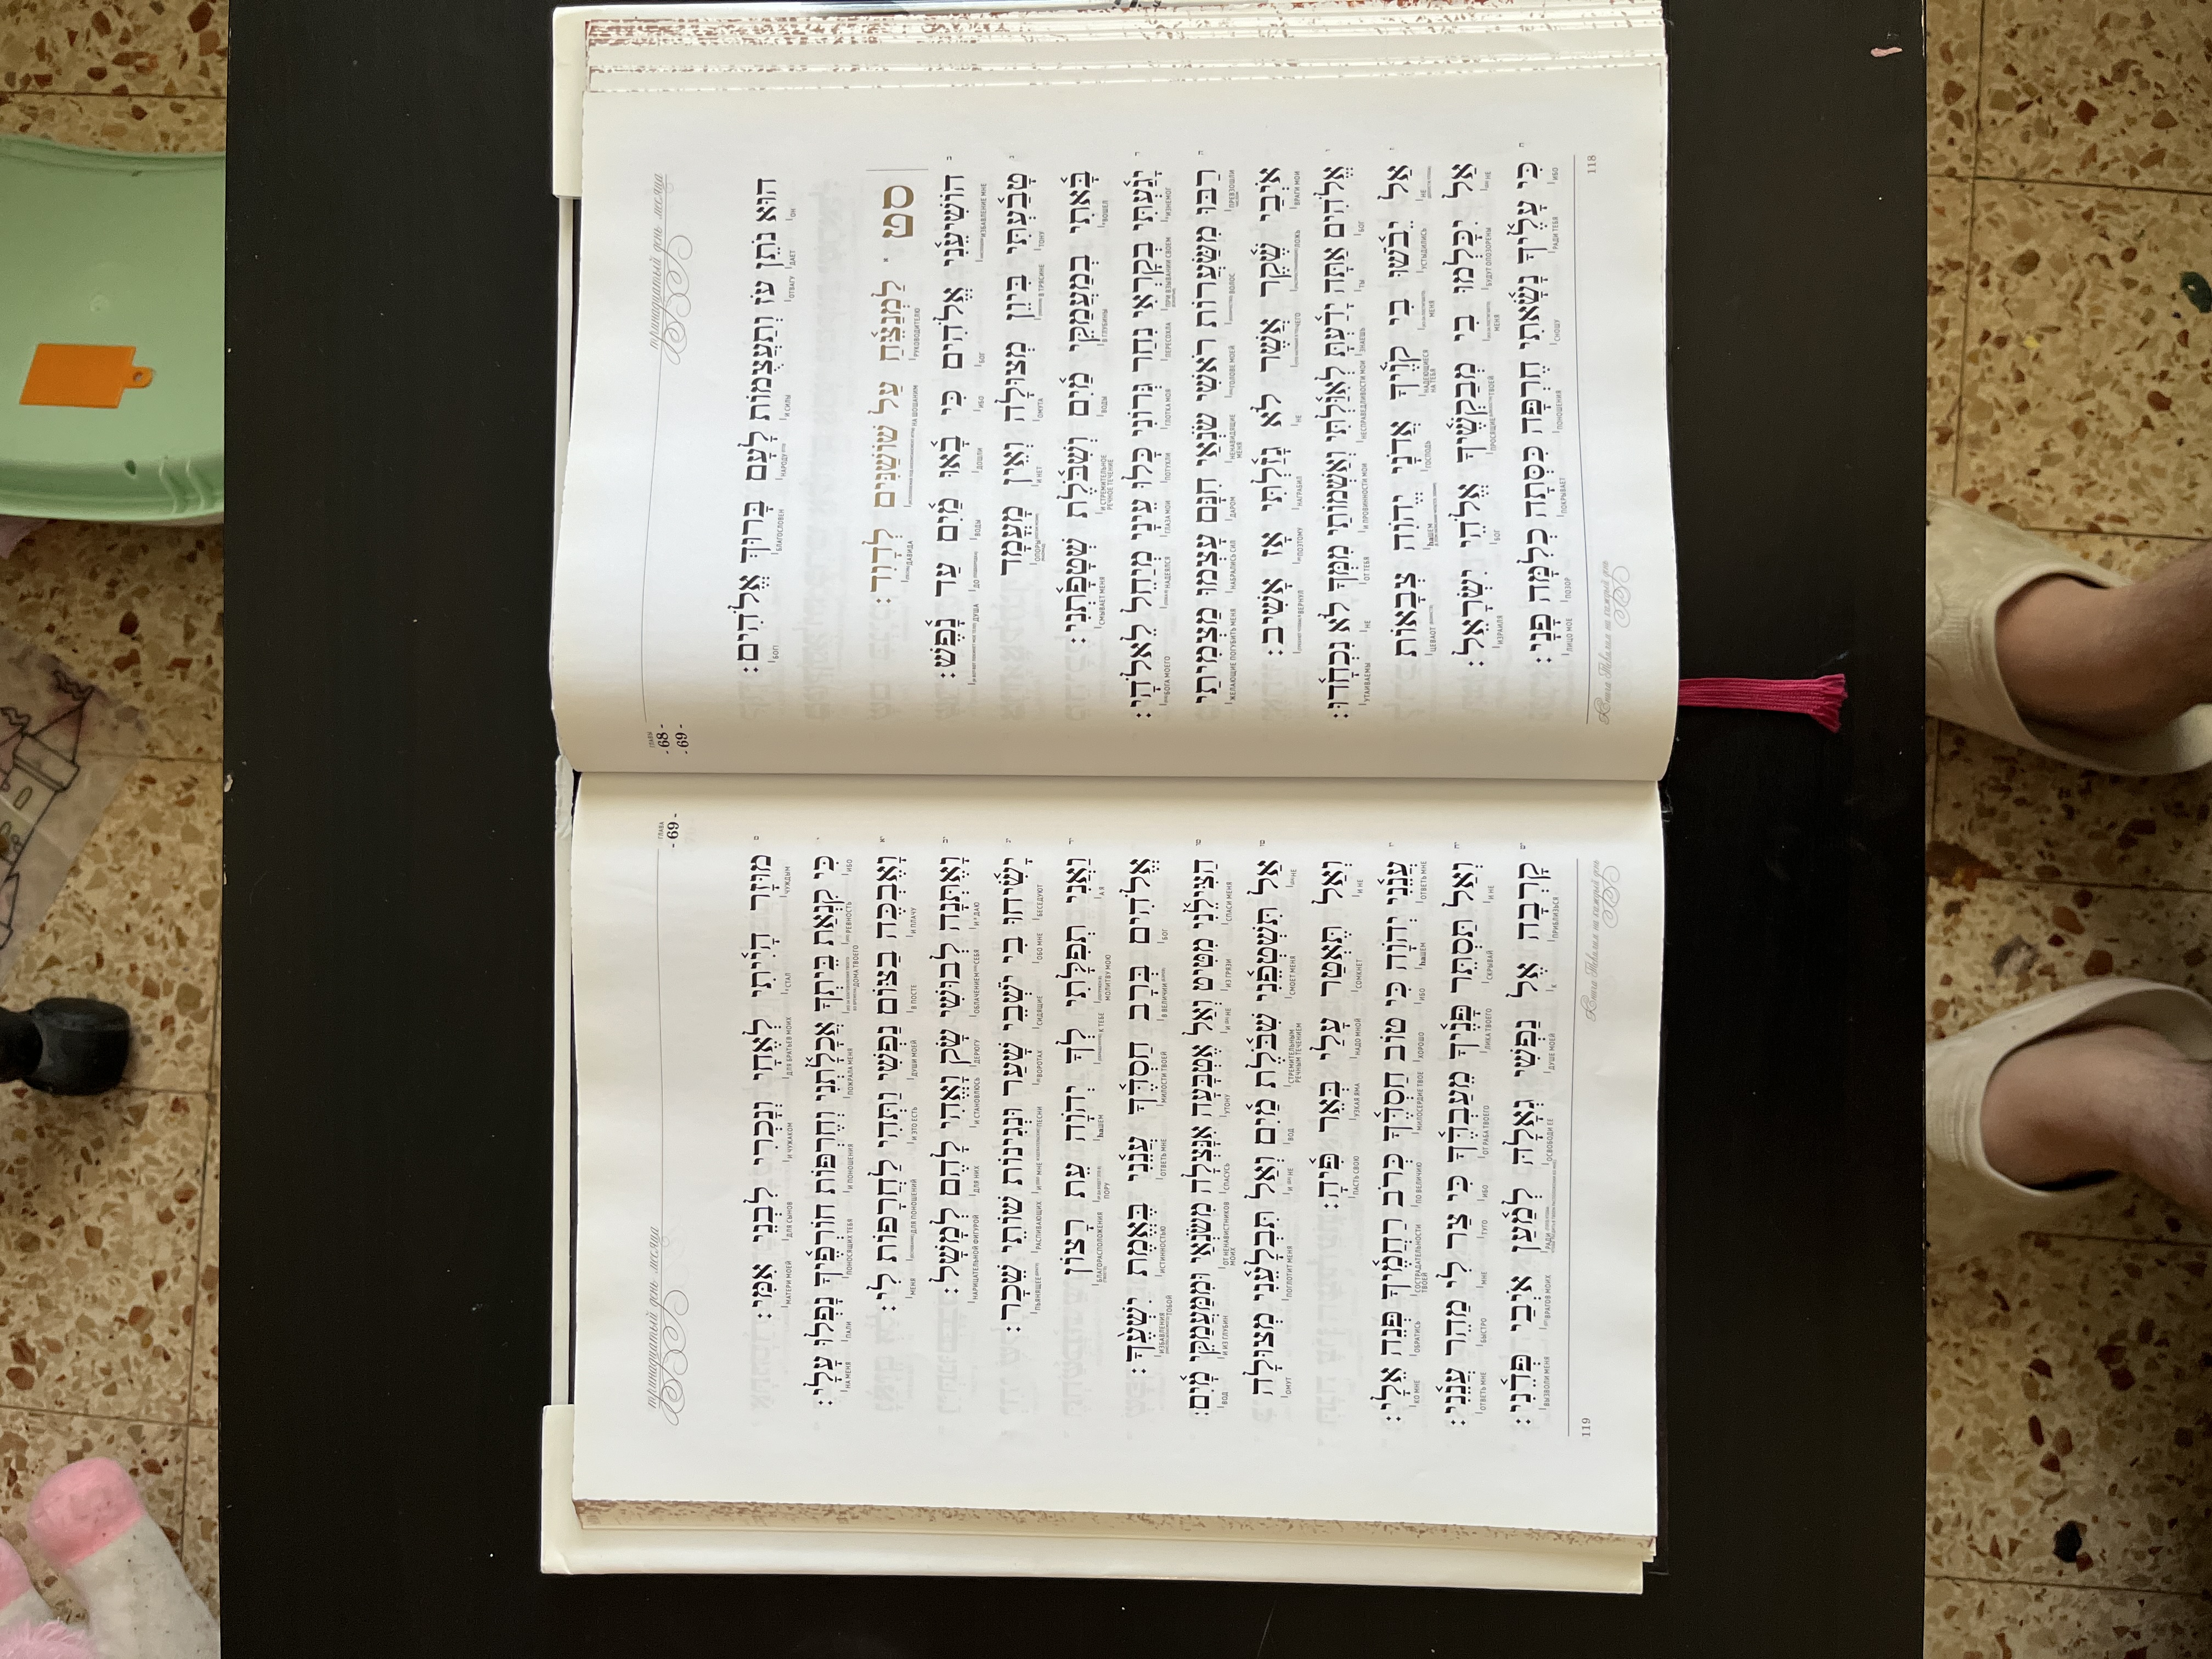 тринадцатый день месяца
ГЛАВЫ
- 68 -
- 69 -
הוּא נֹתֵן עֹז וְתַעֲצֻמוֹת לָעָם בָּרוּךְ אֱלֹהִים:
ОН ДАЕТ ОТВАГУ И СИЛЫ НАРОДУ БЛАГОСЛОВЕН БОГ!
סט לַמְנַצֵּחַ עַל שׁוֹשַׁנִּים לְדָוִד:
РУКОВОДИТЕЛЮ НА ШОШАНИМ ДАВИДА
ב הוֹשִׁיעֵנִי אֱלֹהִים כִּי בָאוּ מַיִם עַד נָפֶשׁ:
ИЗБАВЛЕНИЕ МНЕ БОГ ИБО ДОШЛИ ВОДЫ ДО ДУША
ג טָבַעְתִּי בִּיוֵן מְצוּלָה וְאֵין מָעֳמָד
ТОНУ В ТРЯСИНЕ ОМУТА И НЕТ ОПОРЫ
בָּאתִי בְמַעֲמַקֵּי מַיִם וְשִׁבֹּלֶת שְׁטָפָתְנִי:
ВОШЕЛ В ГЛУБИНЫ ВОДЫ И СТРЕМИТЕЛЬНОЕ РЕЧНОЕ ТЕЧЕНИЕ СМЫВАЕТ МЕНЯ
ד יָגַעְתִּי בְקָרְאִי נִחַר גְּרוֹנִי כָּלוּ עֵינַי מְיַחֵל לֵאלֹהָי:
ИЗНЕМОГ ПРИ ВЗЫВАНИИ СВОЕМ ПЕРЕСОХЛА ГЛОТКА МОЯ ПОТУХЛИ ГЛАЗА МОИ НАДЕЯЛСЯ БОГА МОЕГО
ה רַבּוּ מִשַּׂעֲרוֹת רֹאשִׁי שֹׂנְאַי חִנָּם עָצְמוּ מַצְמִיתַי
ПРЕВЗОШЛИ ВОЛОС ГОЛОВЕ МОЕЙ НЕНАВИДЯЩИЕ МЕНЯ ДАРОМ НАБРАЛИСЬ СИЛ ЖЕЛАЮЩИЕ ПОГУБИТЬ МЕНЯ
אֹיְבַי שֶׁקֶר אֲשֶׁר לֹא גָזַלְתִּי אָז אָשִׁיב:
ВРАГИ МОИ ЛОЖЬ ЧЕГО НЕ НАГРАБИЛ ПОЭТОМУ ВЕРНУЛ
ו אֱלֹהִים אַתָּה יָדַעְתָּ לְאִוַּלְתִּי וְאַשְׁמוֹתַי מִמְּךָ לֹא נִכְחָדוּ:
БОГ ТЫ ЗНАЕШЬ НЕСПРАВЕДЛИВОСТИ МОИ И ПРОВИННОСТИ МОИ ОТ ТЕБЯ НЕ УТАИВАЕМЫ
ז אַל יֵבֹשׁוּ בִי קֹוֶיךָ אֲדֹנָי יֱהֹוִה צְבָאוֹת
НЕ УСТЫДИЛИСЬ МЕНЯ НАДЕЮЩИЕСЯ НА ТЕБЯ ГОСПОДЬ hаШЕМ ЦЕВАОТ
אַל יִכָּלְמוּ בִי מְבַקְשֶׁיךָ אֱלֹהֵי יִשְׂרָאֵל:
НЕ БУДУТ ОПОЗОРЕНЫ МЕНЯ ПРОСЯЩИЕ ТВОЕЙ БОГ ИЗРАИЛЯ
ח כִּי עָלֶיךָ נָשָׂאתִי חֶרְפָּה כִּסְּתָה כְלִמָּה פָנָי:
ИБО РАДИ ТЕБЯ СНОШУ ПОНОШЕНИЯ ПОКРЫВАЕТ ПОЗОР ЛИЦО МОЕ
Книга Теhилим на каждый день
118
тринадцатый день месяца
ГЛАВА
- 69 -
ט מוּזָר הָיִיתִי לְאֶחָי וְנָכְרִי לִבְנֵי אִמִּי:
ЧУЖДЫМ СТАЛ ДЛЯ БРАТЬЕВ МОИХ И ЧУЖАКОМ ДЛЯ СЫНОВ МАТЕРИ МОЕЙ
י כִּי קִנְאַת בֵּיתְךָ אֲכָלָתְנִי וְחֶרְפּוֹת חוֹרְפֶיךָ נָפְלוּ עָלָי:
ИБО РЕВНОСТЬ ДОМА ТВОЕГО ПОЖРАЛА МЕНЯ И ПОНОШЕНИЯ ПОНОСЯЩИХ ТЕБЯ ПАЛИ НА МЕНЯ
יא וָאֶבְכֶּה בַצּוֹם נַפְשִׁי וַתְּהִי לַחֲרָפוֹת לִי:
И ПЛАЧУ В ПОСТЕ ДУШИ МОЕЙ И ЭТО ЕСТЬ ДЛЯ ПОНОШЕНИЙ МЕНЯ
יב וָאֶתְּנָה לְבוּשִׁי שָׂק וָאֱהִי לָהֶם לְמָשָׁל:
И ДАЮ ОБЛАЧЕНИЕМ СЕБЯ ДЕРЮГУ И СТАНОВЛЮСЬ ДЛЯ НИХ НАРИЦАТЕЛЬНОЙ ФИГУРОЙ
יג יָשִׂיחוּ בִי יֹשְׁבֵי שָׁעַר וּנְגִינוֹת שׁוֹתֵי שֵׁכָר:
БЕСЕДУЮТ ОБО МНЕ СИДЯЩИЕ ВОРОТАХ И МНЕ ПЕСНИ РАСПИВАЮЩИХ ПЬЯНЯЩЕЕ
יד וַאֲנִי תְפִלָּתִי לְךָ יְהֹוָה עֵת רָצוֹן
А Я МОЛИТВУ МОЮ К ТЕБЕ hаШЕМ ПОРУ БЛАГОРАСПОЛОЖЕНИЯ
אֱלֹהִים בְּרָב חַסְדֶּךָ עֲנֵנִי בֶּאֱמֶת יִשְׁעֶךָ:
БОГ В ВЕЛИЧИИ МИЛОСТИ ТВОЕЙ ОТВЕТЬ МНЕ ИСТИННОСТЬЮ ИЗБАВЛЕНИЯ ТОБОЙ
טו הַצִּילֵנִי מִטִּיט וְאַל אֶטְבָּעָה אִנָּצְלָה מִשֹּׂנְאַי וּמִמַּעֲמַקֵּי מָיִם:
СПАСИ МЕНЯ ИЗ ГРЯЗИ И НЕ УТОНУ СПАСУСЬ ОТ НЕНАВИСТНИКОВ МОИХ И ИЗ ГЛУБИН ВОД
טז אַל תִּשְׁטְפֵנִי שִׁבֹּלֶת מַיִם וְאַל תִּבְלָעֵנִי מְצוּלָה
НЕ СМОЕТ МЕНЯ СТРЕМИТЕЛЬНЫМ РЕЧНЫМ ТЕЧЕНИЕМ ВОД И НЕ ПОГЛОТИТ МЕНЯ ОМУТ
וְאַל תֶּאְטַר עָלַי בְּאֵר פִּיהָ:
И НЕ СОМКНЕТ НАДО МНОЙ УЗКАЯ ЯМА ПАСТЬ СВОЮ
יז עֲנֵנִי יְהֹוָה כִּי טוֹב חַסְדֶּךָ כְּרֹב רַחֲמֶיךָ פְּנֵה אֵלָי:
ОТВЕТЬ МНЕ hаШЕМ ИБО ХОРОШО МИЛОСЕРДИЕ ТВОЕ ПО ВЕЛИЧИЮ СОСТРАДАТЕЛЬНОСТИ ТВОЕЙ ОБРАТИСЬ КО МНЕ
יח וְאַל תַּסְתֵּר פָּנֶיךָ מֵעַבְדֶּךָ כִּי צַר לִי מַהֵר עֲנֵנִי:
И НЕ СКРЫВАЙ ЛИКА ТВОЕГО ОТ РАБА ТВОЕГО ИБО ТУГО МНЕ БЫСТРО ОТВЕТЬ МНЕ
יט קָרְבָה אֶל נַפְשִׁי גְאָלָהּ לְמַעַן אֹיְבַי פְּדֵנִי:
ПРИБЛИЗЬСЯ К ДУШЕ МОЕЙ ОСВОБОДИ ЕЕ РАДИ ВРАГОВ МОИХ ВЫЗВОЛИ МЕНЯ
Книга Теhилим на каждый день
119